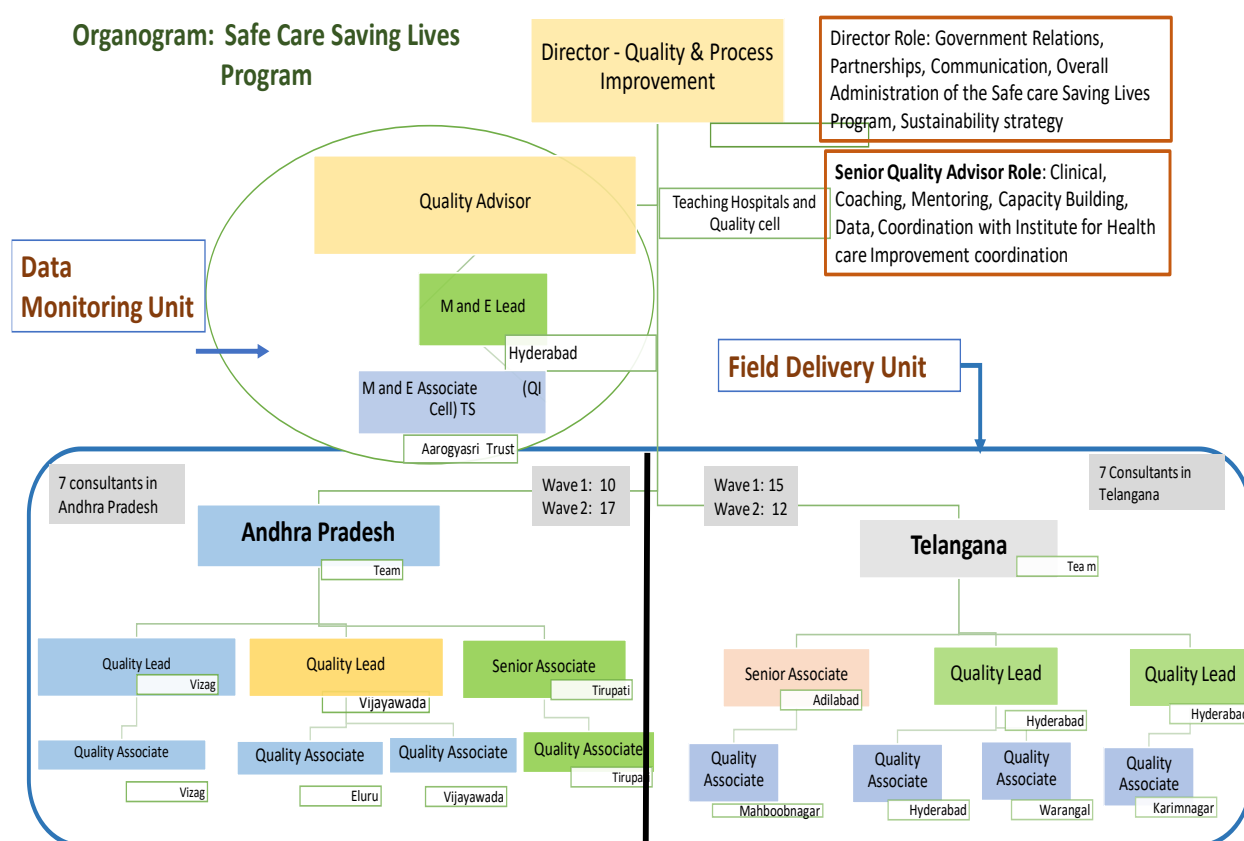 Organogram: Safe Care Saving Lives
Program
Director - Quality & Process
Improvement
Director Role: Government Relations,
Partnerships, Communication, Overall
Administration of the Safe care Saving Lives
Program, Sustainability strategy
Quality Advisor
Teaching Hospitals and
Quality cell
Senior Quality Advisor Role: Clinical,
Coaching, Mentoring, Capacity Building,
Data, Coordination with Institute for Health
care Improvement coordination
Data
Monitoring Unit
M and E Lead
Hyderabad
M and E Associate (QI
Cell) TS
Aarogyasri Trust
Field Delivery Unit
7 consultants in
Andhra Pradesh
Wave 1: 10
Wave 2: 17
Wave 1: 15
Wave 2: 12
7 Consultants in
Telangana
Andhra Pradesh
Team
Telangana
Tea m
Quality Lead
Vizag
Quality Lead
Vijayawada
Senior Associate
Tirupati
Senior Associate
Adilabad
Quality Lead
Hyderabad
Quality Lead
Hyderabad
Quality Associate
Vizag
Quality Associate
Eluru
Quality Associate
Vijayawada
Quality Associate
Tirupati
Quality
Associate
Mahboobnagar
Quality
Associate
Hyderabad
Quality
Associate
Warangal
Quality
Associate
Karimnagar